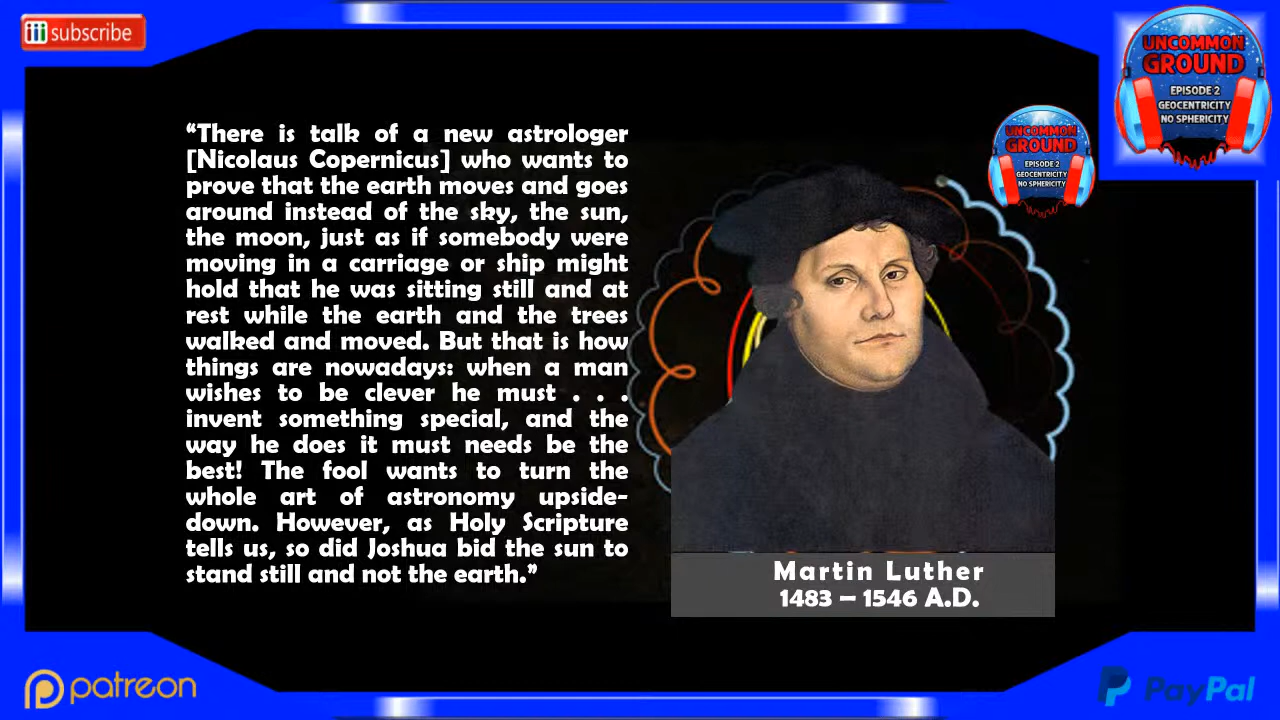 subscribe
UNCOMMON
GROUND
EPISODE 2
GEOCENTRICITY
NO SPHERICITY
UNCOMMON
GROUND
EPISODE 2
GEOCENTRICITY
NO SPHERICITY
“There is talk of a new astrologer
[Nicolaus Copernicus] who wants to
prove that the earth moves and goes
around instead of the sky, the sun,
the moon, just as if somebody were
moving in a carriage or ship might
hold that he was sitting still and at
rest while the earth and the trees
walked and moved. But that is how
things are nowadays: when a man
wishes to be clever he must . . .
invent something special, and the
way he does it must needs be the
best! The fool wants to turn the
whole art of astronomy upside-
down. However, as Holy Scripture
tells us, so did Joshua bid the sun to
stand still and not the earth.”
Martin Luther
1483 – 1546 A.D.
patreon
PayPal